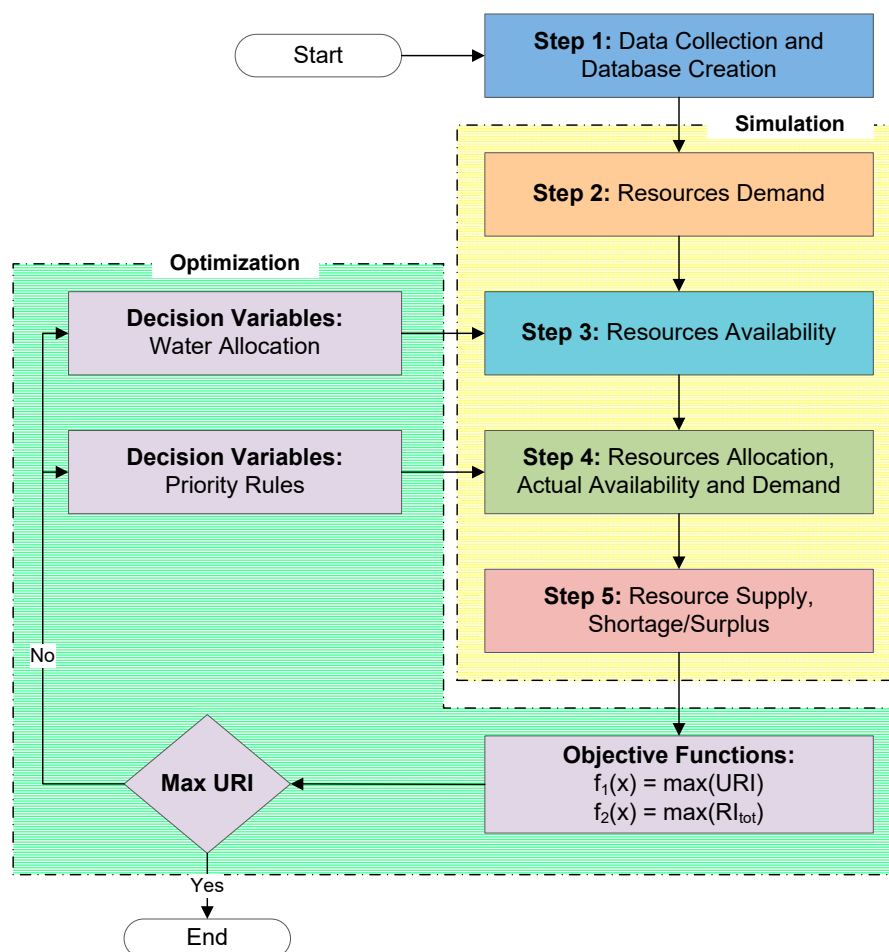 Start
Step 1: Data Collection and
Database Creation
Simulation
Step 2: Resources Demand
Optimization
Decision Variables:
Water Allocation
Step 3: Resources Availability
Decision Variables:
Priority Rules
Step 4: Resources Allocation,
Actual Availability and Demand
Step 5: Resource Supply,
Shortage/Surplus
No
Objective Functions:
f₁(x) = max(URI)
f₂(x) = max(RIₜₒₜ)
Max URI
Yes
End